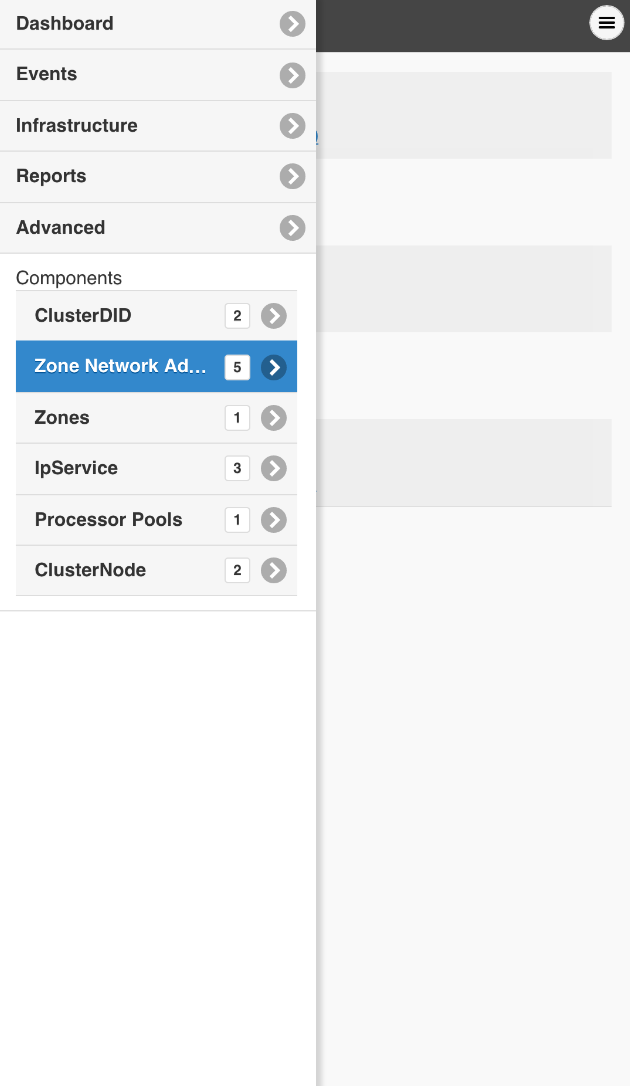 Dashboard
Events
Infrastructure
Reports
Advanced
Components
ClusterDID 2
Zone Network Ad... 5
Zones 1
IpService 3
Processor Pools 1
ClusterNode 2